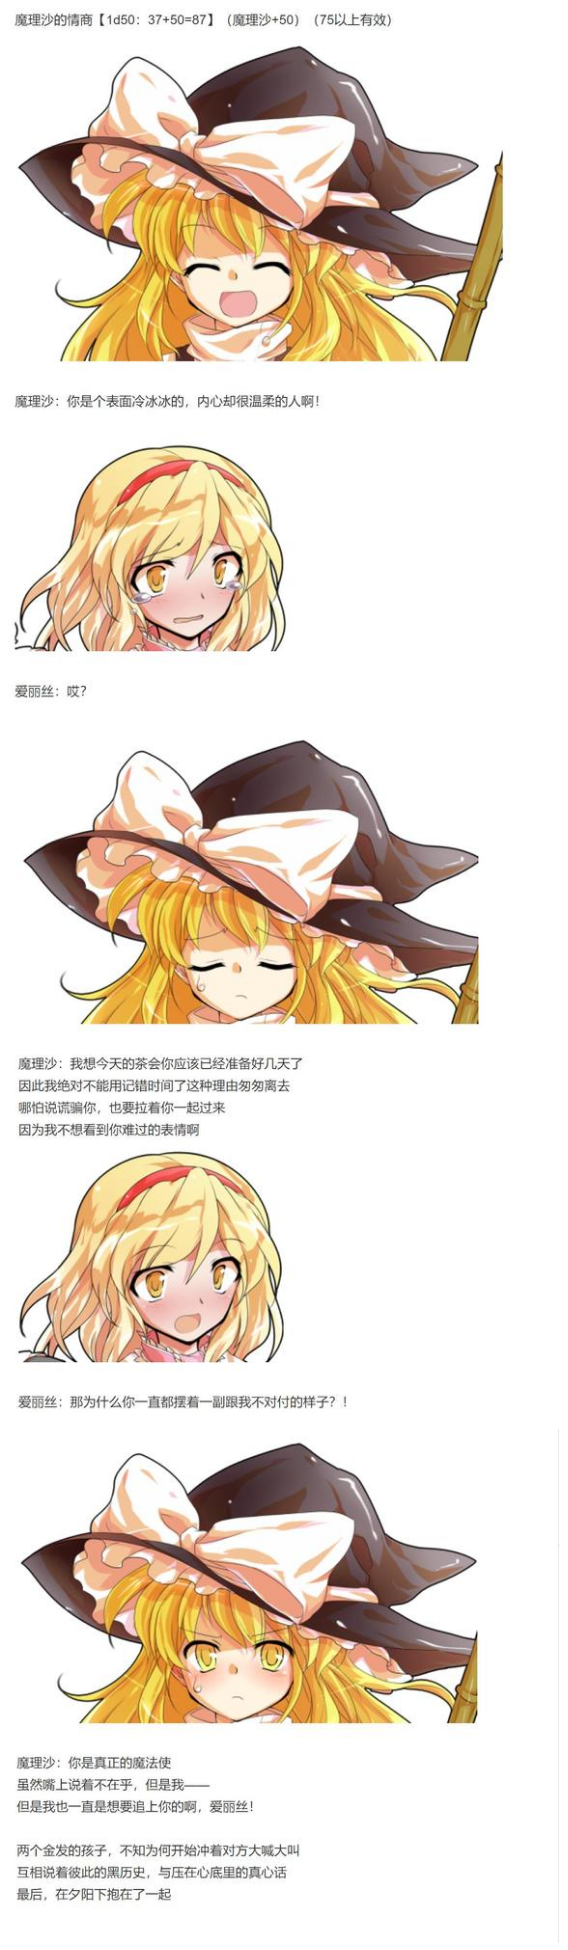 魔理沙的情商【1d50：37+50=87】（魔理沙+50）（75以上有效）
魔理沙：你是个表面冷冰冰的，内心却很温柔的人啊！
爱丽丝：哎？
魔理沙：我想今天的茶会你应该已经准备好几天了
因此我绝对不能用记错时间了这种理由匆匆离去
哪怕说谎骗你，也要拉着你一起过来
因为我不想看到你难过的表情啊
爱丽丝：那为什么你一直都摆着一副跟我不对付的样子？！
魔理沙：你是真正的魔法使
虽然嘴上说着不在乎，但是我——
但是我也一直是想要追上你的啊，爱丽丝！
两个金发的孩子，不知为何开始冲着对方大喊大叫
互相说着彼此的黑历史，与压在心底里的真心话
最后，在夕阳下抱在了一起